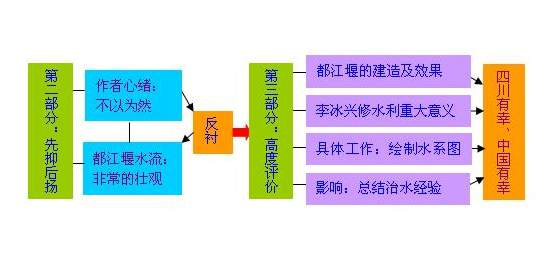 第二部分：先抑后扬
作者心绪：
不以为然
都江堰水流：
非常的壮观
反衬
第三部分：高度评价
都江堰的建造及效果
李冰兴修水利重大意义
具体工作：绘制水系图
影响：总结治水经验
四川有幸、中国有幸